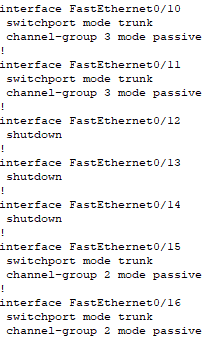 interface FastEthernet0/10
 switchport mode trunk
 channel-group 3 mode passive
!
interface FastEthernet0/11
 switchport mode trunk
 channel-group 3 mode passive
!
interface FastEthernet0/12
 shutdown
!
interface FastEthernet0/13
 shutdown
!
interface FastEthernet0/14
 shutdown
!
interface FastEthernet0/15
 switchport mode trunk
 channel-group 2 mode passive
!
interface FastEthernet0/16
 switchport mode trunk
 channel-group 2 mode passive